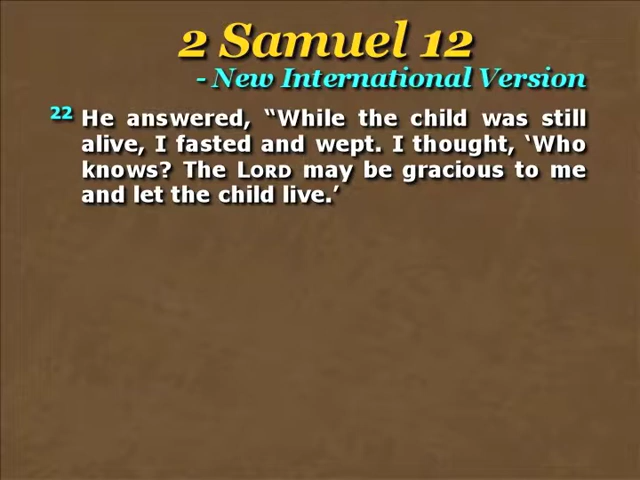 2 Samuel 12
- New International Version
22 He answered, “While the child was still
alive, I fasted and wept. I thought, ‘Who
knows? The LORD may be gracious to me
and let the child live.’